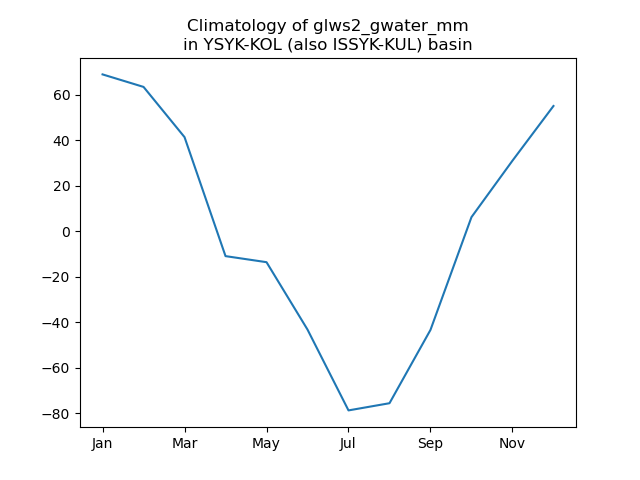 Climatology of glws2_gwater_mm
in YSYK-KOL (also ISSYK-KUL) basin
60
40
20
0
−20
−40
−60
−80
Jan Mar May Jul Sep Nov